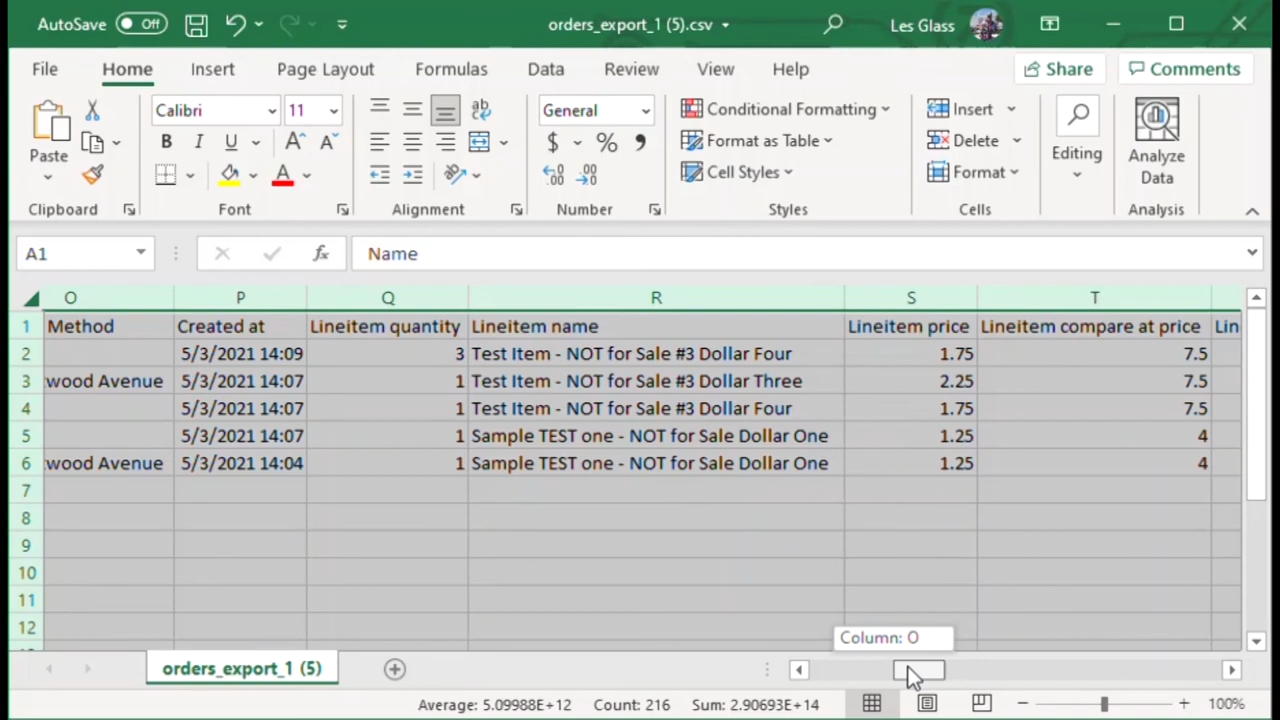 AutoSave Off orders_export_1 (5).csv Les Glass
File Home Insert Page Layout Formulas Data Review View Help Share Comments
Calibri 11 General Conditional Formatting Insert
Paste B I U $ % Format as Table Delete Editing Analyze Data
Cell Styles Format
Clipboard Font Alignment Number Styles Cells Analysis
A1 fx Name
O P Q R S T
1 Method Created at Lineitem quantity Lineitem name Lineitem price Lineitem compare at price Lin
2 5/3/2021 14:09 3 Test Item - NOT for Sale #3 Dollar Four 1.75 7.5
3 wood Avenue 5/3/2021 14:07 1 Test Item - NOT for Sale #3 Dollar Three 2.25 7.5
4 5/3/2021 14:07 1 Test Item - NOT for Sale #3 Dollar Four 1.75 7.5
5 5/3/2021 14:07 1 Sample TEST one - NOT for Sale Dollar One 1.25 4
6 wood Avenue 5/3/2021 14:04 1 Sample TEST one - NOT for Sale Dollar One 1.25 4
7
8
9
10
11
12
Column: O
orders_export_1 (5)
Average: 5.09988E+12 Count: 216 Sum: 2.90693E+14 100%